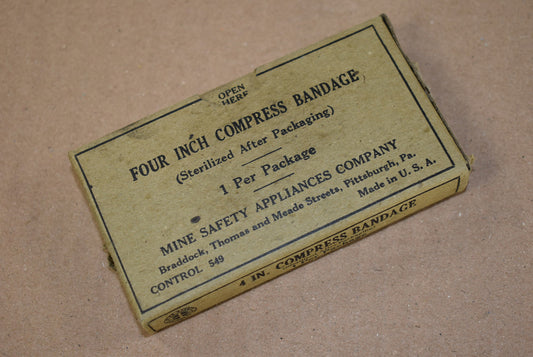 OPEN
HERE
FOUR INCH COMPRESS BANDAGE
(Sterilized After Packaging)
1 Per Package
MINE SAFETY APPLIANCES COMPANY
Braddock, Thomas and Meade Streets, Pittsburgh, Pa.
CONTROL 549
Made in U. S. A.
4 IN. COMPRESS BANDAGE